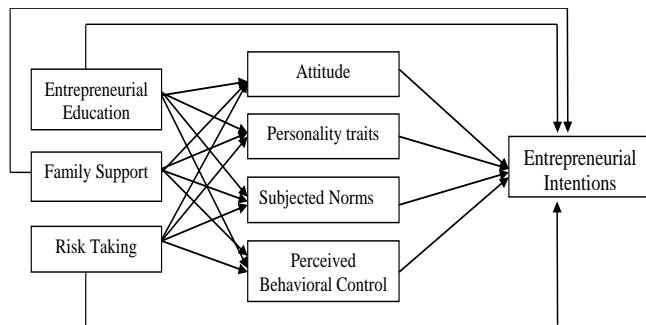 Entrepreneurial
Education
Family Support
Risk Taking
Attitude
Personality traits
Subjected Norms
Perceived
Behavioral Control
Entrepreneurial
Intentions